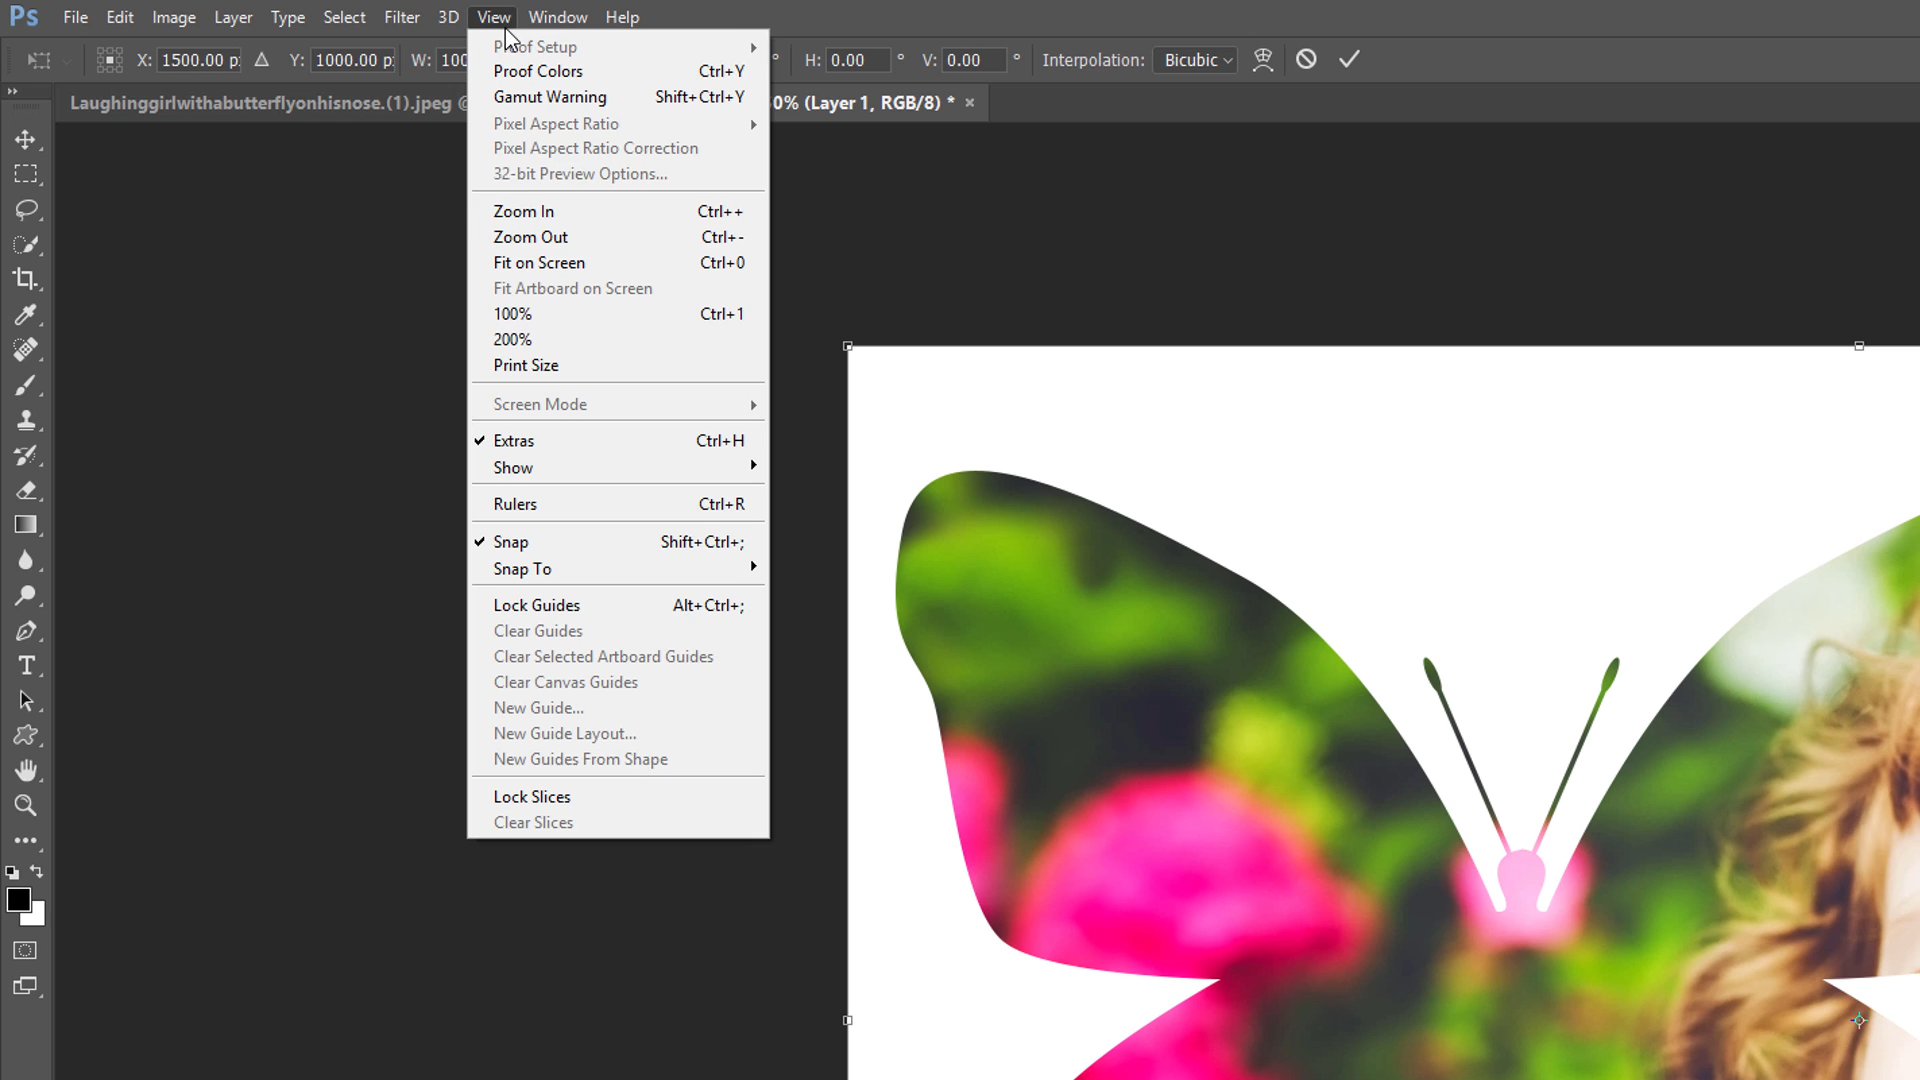 Ps File Edit Image Layer Type Select Filter 3D View Window Help
X: 1500.00 p Y: 1000.00 p W: 100 ° H: 0.00 ° V: 0.00 ° Interpolation: Bicubic
Laughinggirlwithabutterflyonhisnose.(1).jpeg @ 0% (Layer 1, RGB/8) * ×
Proof Setup
Proof Colors Ctrl+Y
Gamut Warning Shift+Ctrl+Y
Pixel Aspect Ratio
Pixel Aspect Ratio Correction
32-bit Preview Options...
Zoom In Ctrl++
Zoom Out Ctrl+-
Fit on Screen Ctrl+0
Fit Artboard on Screen
100% Ctrl+1
200%
Print Size
Screen Mode
Extras Ctrl+H
Show
Rulers Ctrl+R
Snap Shift+Ctrl+;
Snap To
Lock Guides Alt+Ctrl+;
Clear Guides
Clear Selected Artboard Guides
Clear Canvas Guides
New Guide...
New Guide Layout...
New Guides From Shape
Lock Slices
Clear Slices